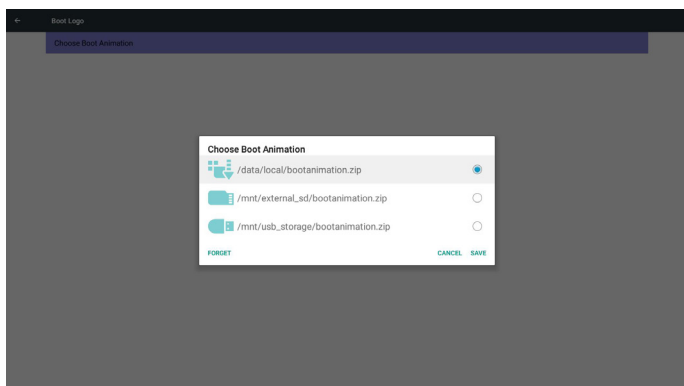 Boot Logo
Choose Boot Animation
Choose Boot Animation
/data/local/bootanimation.zip
/mnt/external_sd/bootanimation.zip
/mnt/usb_storage/bootanimation.zip
FORGET CANCEL SAVE